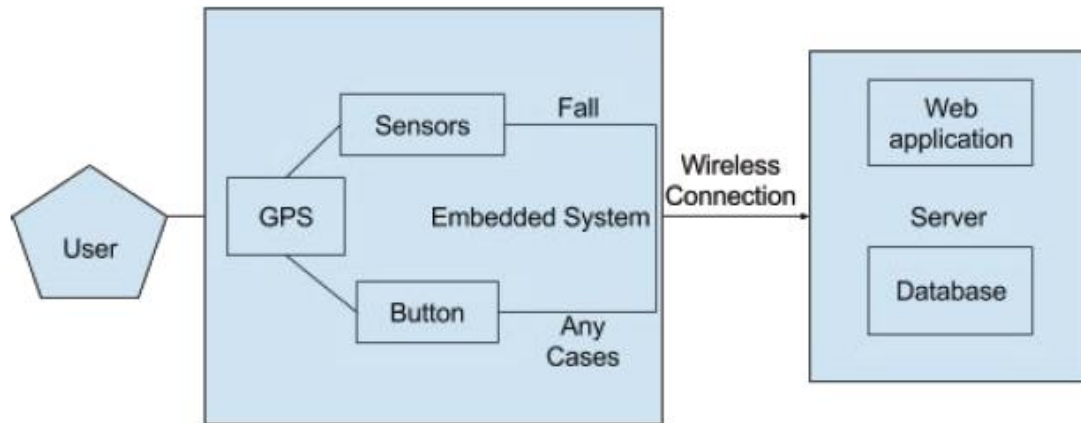 User
GPS
Sensors
Fall
Embedded System
Button
Any
Cases
Wireless
Connection
Web
application
Server
Database